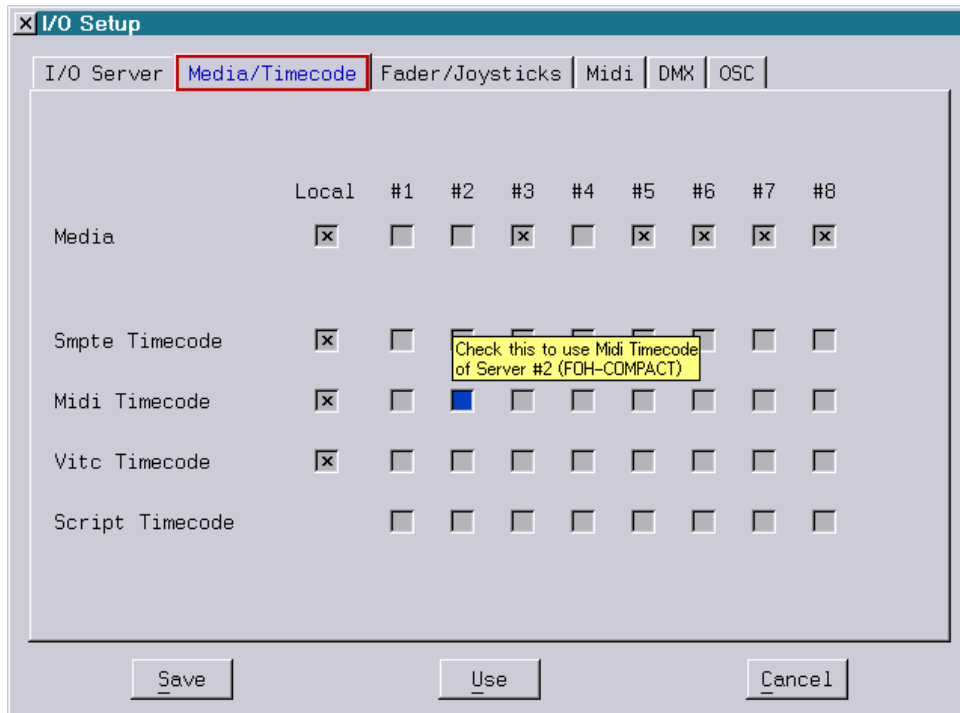 I/O Setup
I/O Server Media/Timecode Fader/Joysticks Midi DMX OSC
Local #1 #2 #3 #4 #5 #6 #7 #8
Media
Smpte Timecode
Check this to use Midi Timecode
of Server #2 (FOH-COMPACT)
Midi Timecode
Vitc Timecode
Script Timecode
Save Use Cancel